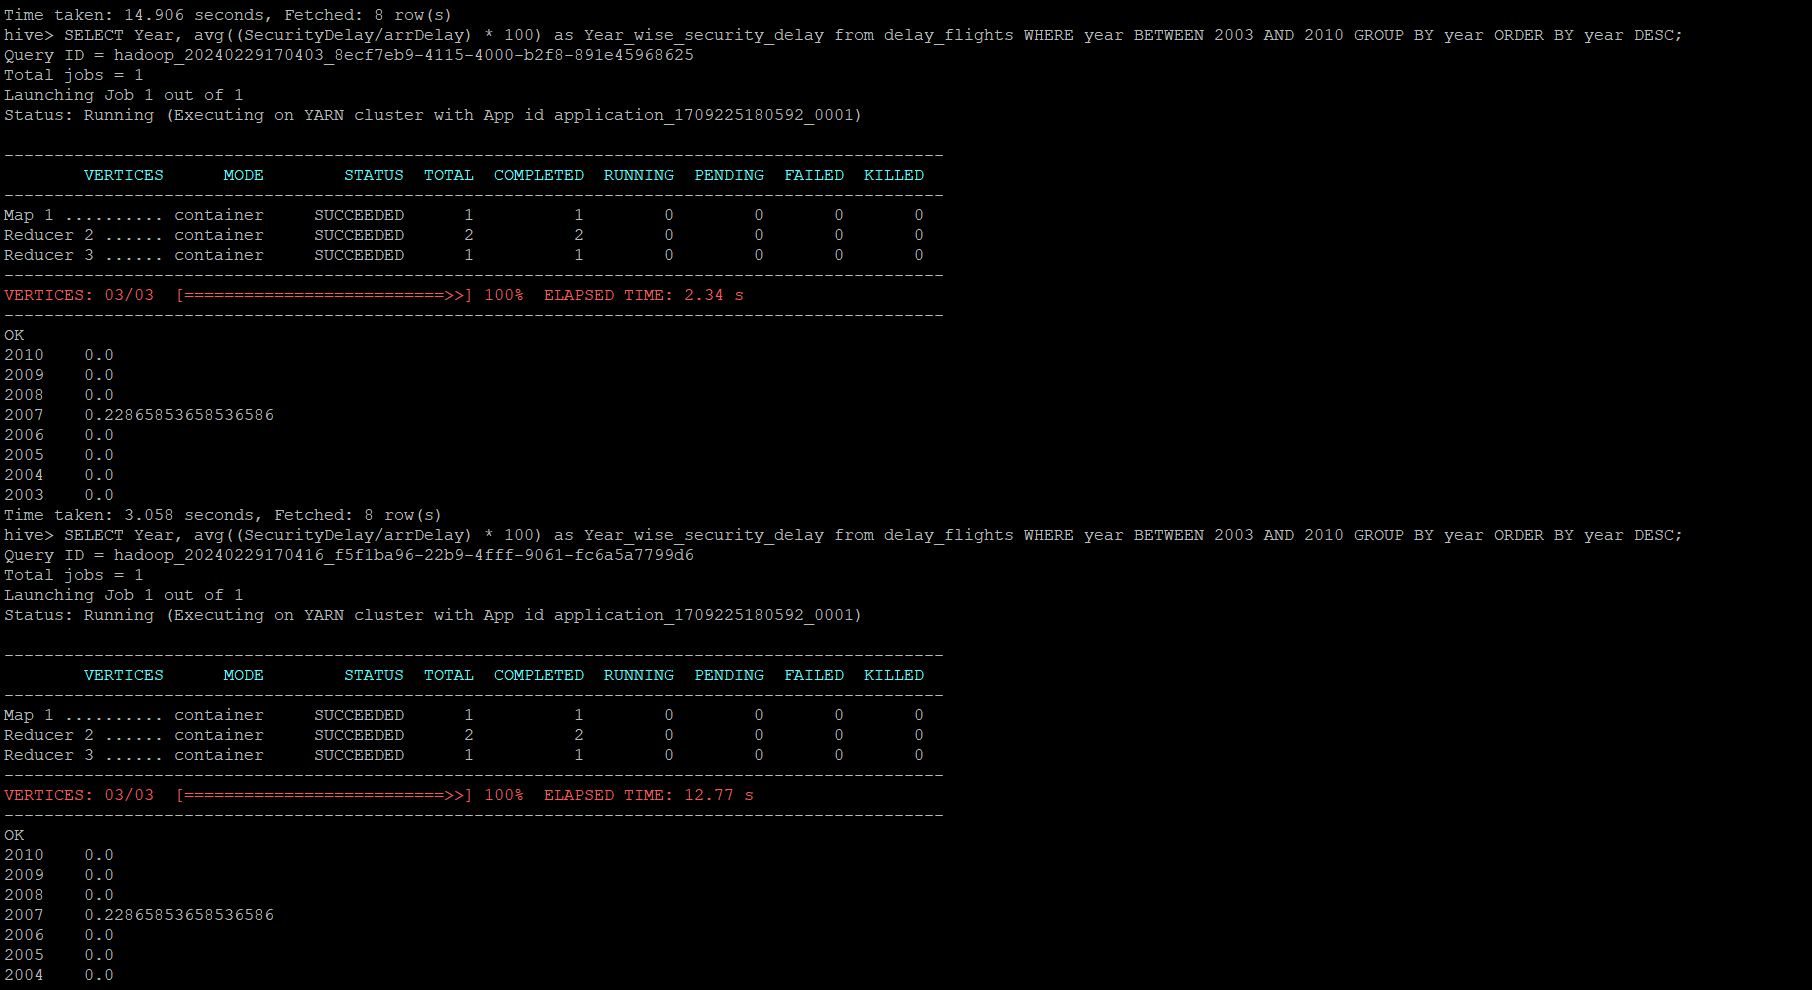 Time taken: 14.906 seconds, Fetched: 8 row(s)
hive> SELECT Year, avg((SecurityDelay/arrDelay) * 100) as Year_wise_security_delay from delay_flights WHERE year BETWEEN 2003 AND 2010 GROUP BY year ORDER BY year DESC;
Query ID = hadoop_20240229170403_8ecf7eb9-4115-4000-b2f8-891e45968625
Total jobs = 1
Launching Job 1 out of 1
Status: Running (Executing on YARN cluster with App id application_1709225180592_0001)

----------------------------------------------------------------------------------------------
        VERTICES      MODE        STATUS  TOTAL  COMPLETED  RUNNING  PENDING  FAILED  KILLED
----------------------------------------------------------------------------------------------
Map 1 .......... container     SUCCEEDED      1          1        0        0       0       0
Reducer 2 ...... container     SUCCEEDED      2          2        0        0       0       0
Reducer 3 ...... container     SUCCEEDED      1          1        0        0       0       0
----------------------------------------------------------------------------------------------
VERTICES: 03/03  [==========================>>] 100%  ELAPSED TIME: 2.34 s
----------------------------------------------------------------------------------------------
OK
2010    0.0
2009    0.0
2008    0.0
2007    0.22865853658536586
2006    0.0
2005    0.0
2004    0.0
2003    0.0
Time taken: 3.058 seconds, Fetched: 8 row(s)
hive> SELECT Year, avg((SecurityDelay/arrDelay) * 100) as Year_wise_security_delay from delay_flights WHERE year BETWEEN 2003 AND 2010 GROUP BY year ORDER BY year DESC;
Query ID = hadoop_20240229170416_f5f1ba96-22b9-4fff-9061-fc6a5a7799d6
Total jobs = 1
Launching Job 1 out of 1
Status: Running (Executing on YARN cluster with App id application_1709225180592_0001)

----------------------------------------------------------------------------------------------
        VERTICES      MODE        STATUS  TOTAL  COMPLETED  RUNNING  PENDING  FAILED  KILLED
----------------------------------------------------------------------------------------------
Map 1 .......... container     SUCCEEDED      1          1        0        0       0       0
Reducer 2 ...... container     SUCCEEDED      2          2        0        0       0       0
Reducer 3 ...... container     SUCCEEDED      1          1        0        0       0       0
----------------------------------------------------------------------------------------------
VERTICES: 03/03  [==========================>>] 100%  ELAPSED TIME: 12.77 s
----------------------------------------------------------------------------------------------
OK
2010    0.0
2009    0.0
2008    0.0
2007    0.22865853658536586
2006    0.0
2005    0.0
2004    0.0